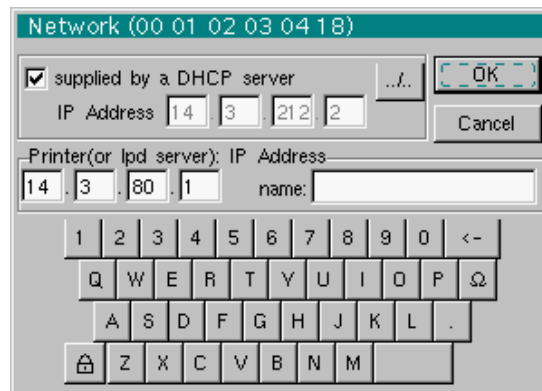 Network (00 01 02 03 04 18)
supplied by a DHCP server
../..
OK
IP Address 14 . 3 . 212 . 2
Cancel
Printer(or lpd server): IP Address
14 . 3 . 80 . 1 name:
1 2 3 4 5 6 7 8 9 0 <-
Q W E R T Y U I O P Ω
A S D F G H J K L .
Z X C V B N M